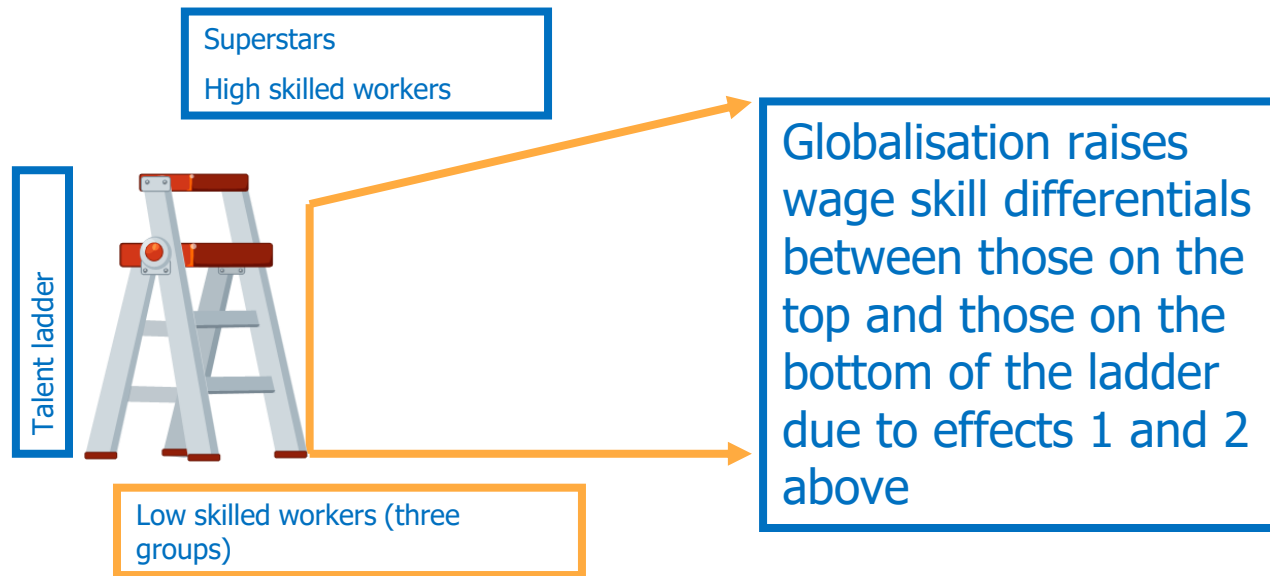 Superstars
High skilled workers
Talent ladder
Globalisation raises
wage skill differentials
between those on the
top and those on the
bottom of the ladder
due to effects 1 and 2
above
Low skilled workers (three
groups)